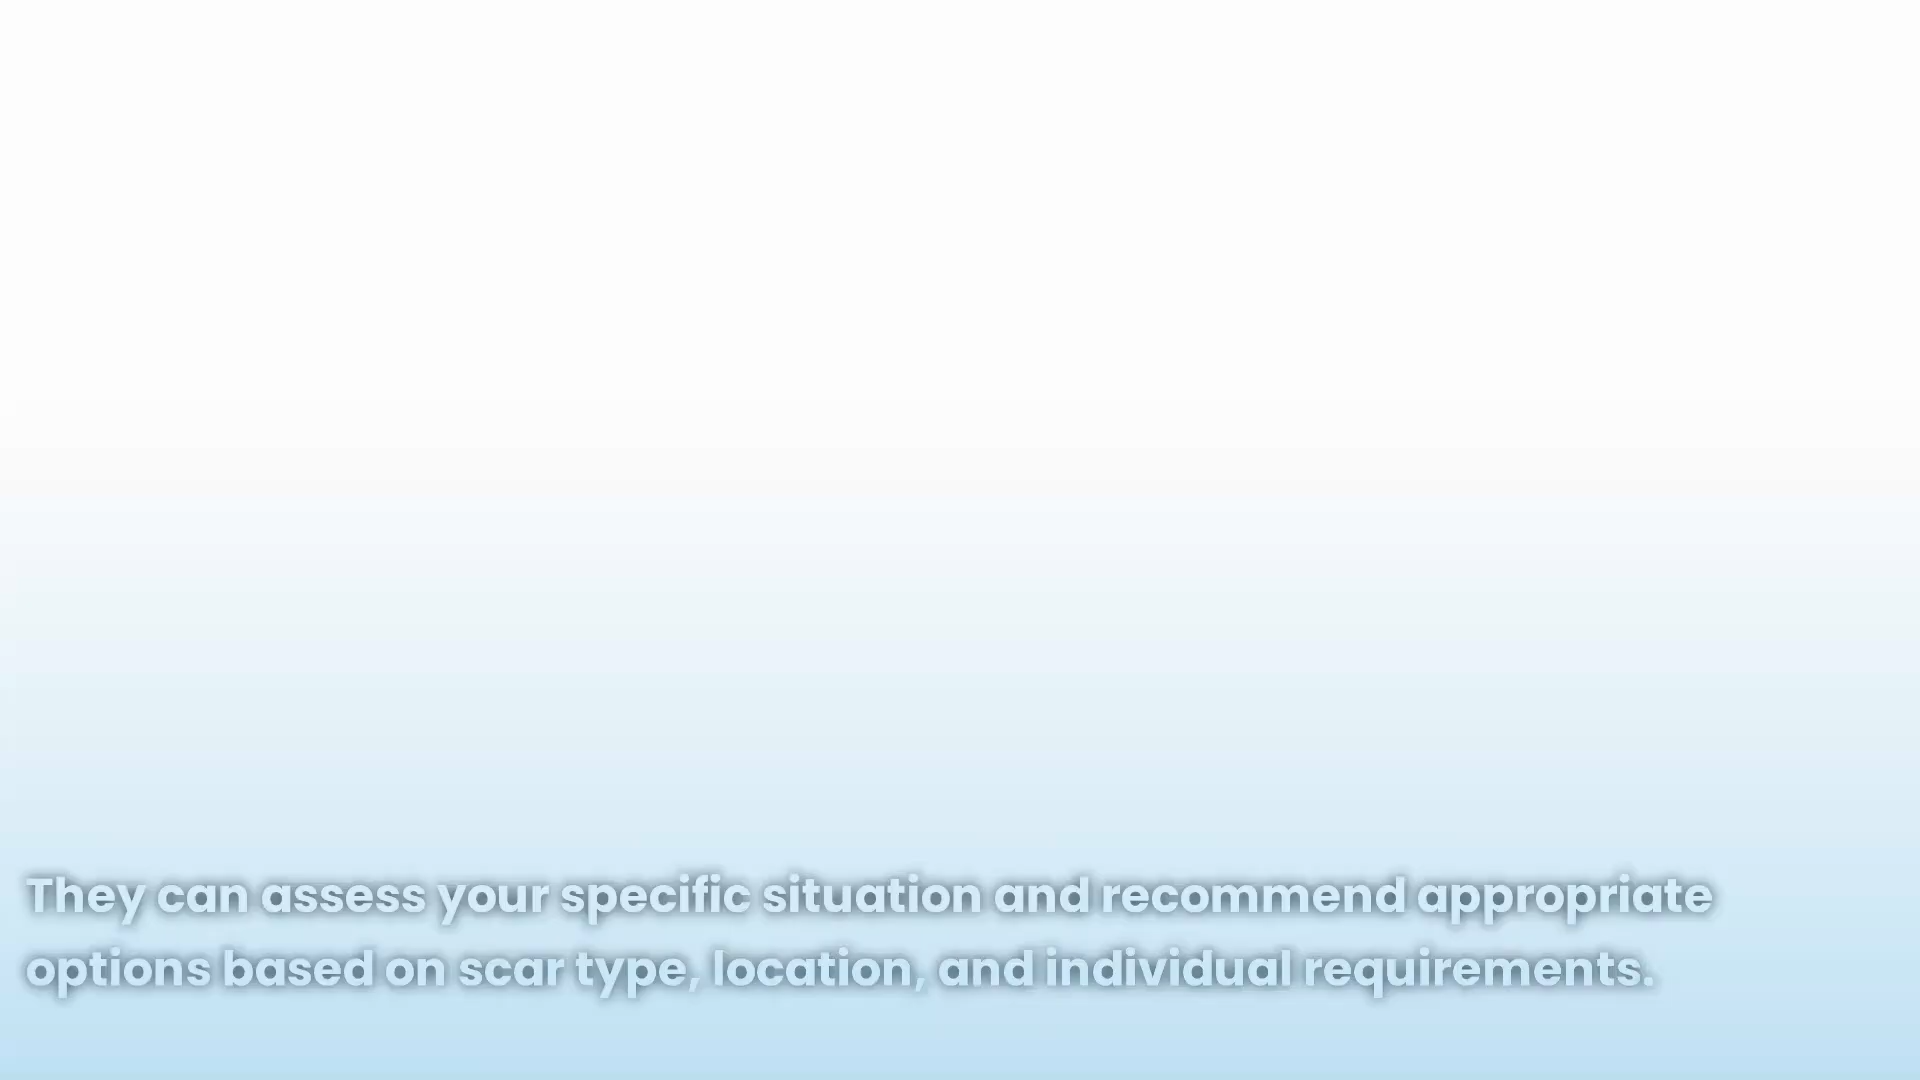 They can assess your specific situation and recommend appropriate
options based on scar type, location, and individual requirements.